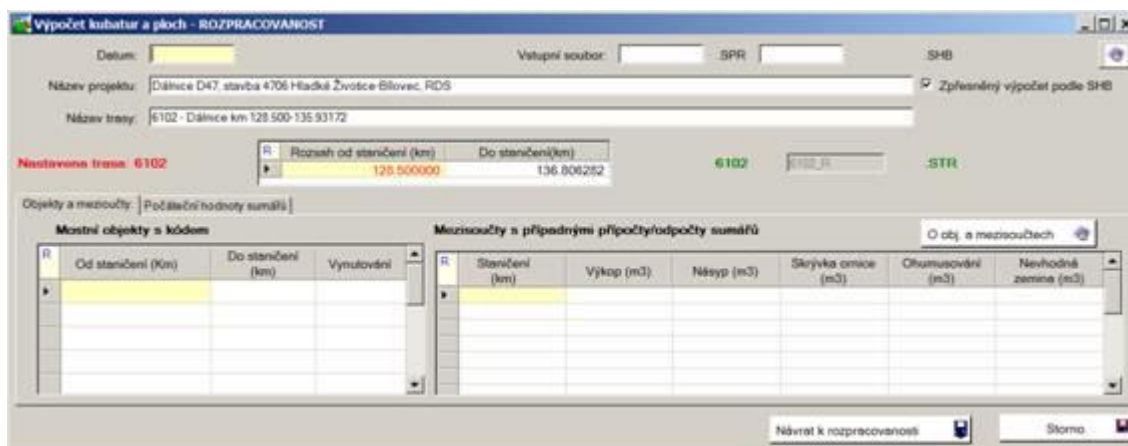 Výpočet kubatur a ploch - ROZPRACOVANOST
Datum: Vstupní soubor: .SPR .SHB
Název projektu: Dálnice D47, stavba 4706 Hladké Životice-Bílovec, RDS Zpřesněný výpočet podle SHB
Název trasy: 6102 - Dálnice km 128.500-135.93172
R Rozsah od staničení (km) Do staničení(km)
Nastavena trasa: 6102 128.500000 136.806282 6102 6102_R .STR
Objekty a mezisoučty Počáteční hodnoty sumářů
Mostní objekty s kódem Mezisoučty s případnými připočty/odpočty sumářů O obj. a mezisoučtech
R Od staničení (Km) Do staničení (km) Vynulování R Staničení (km) Výkop (m3) Násyp (m3) Skrývka ornice (m3) Ohumusování (m3) Nevhodná zemina (m3)
Návrat k rozpracovanosti Storno